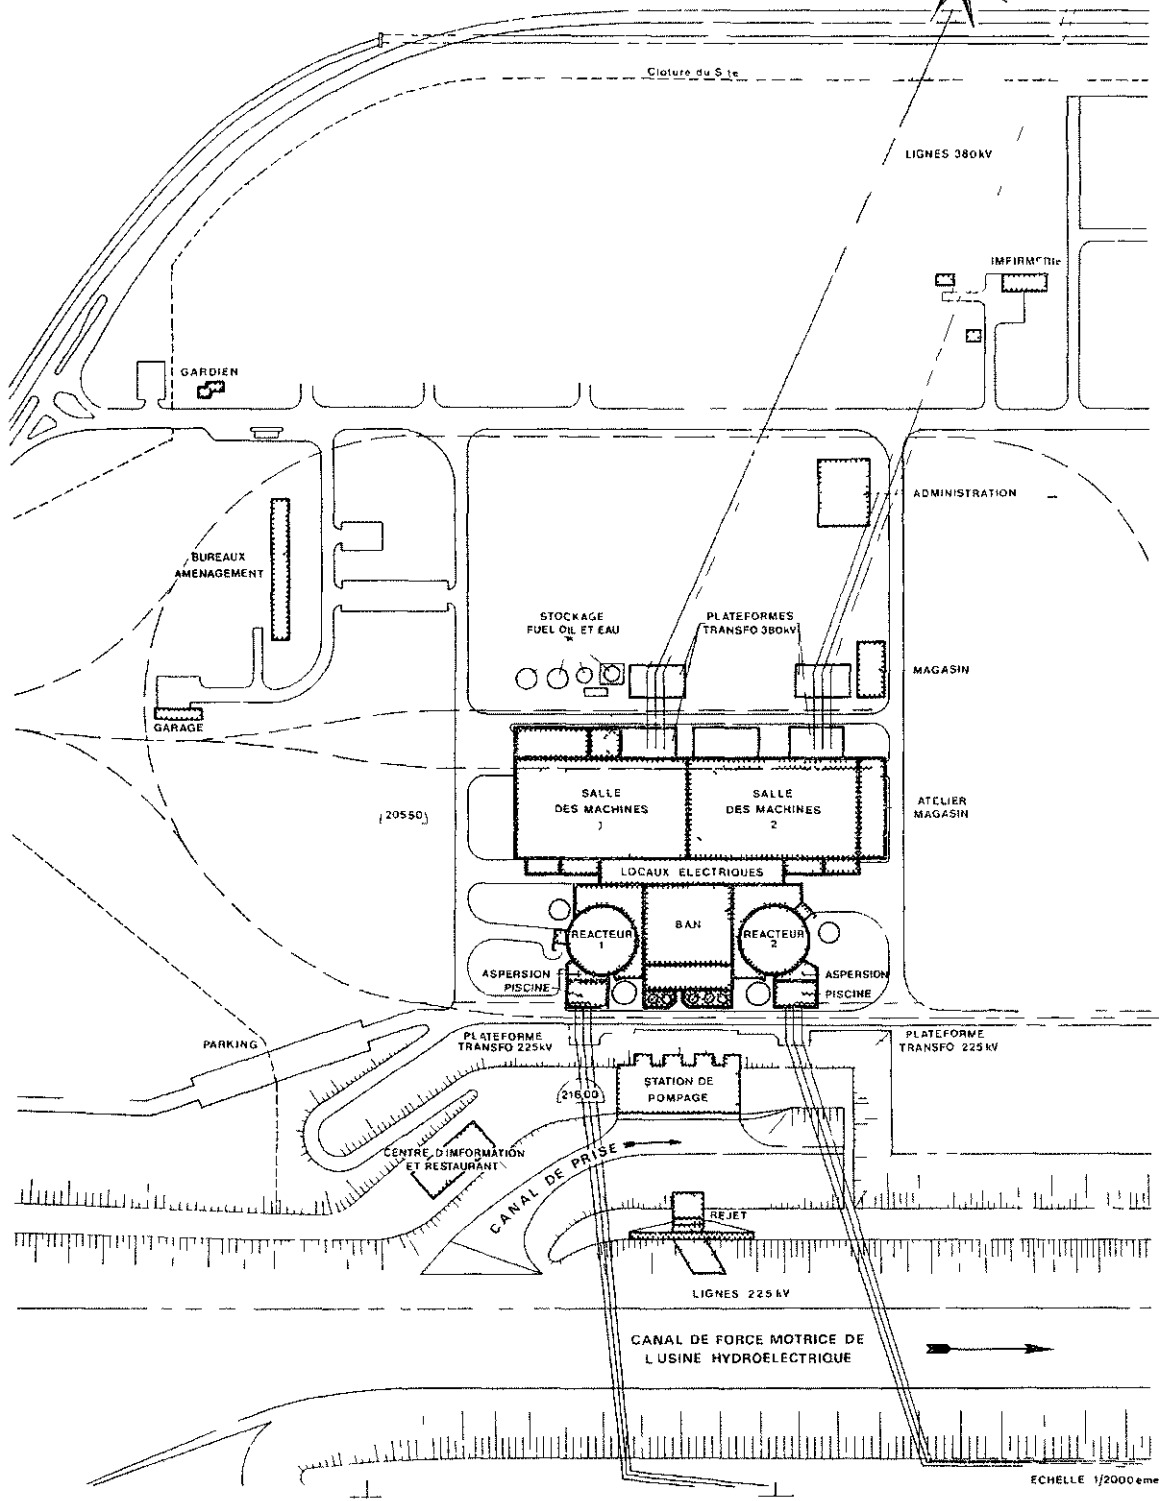 Cloture du Site
LIGNES 380kV
IMFIRMERIE
GARDIEN
ADMINISTRATION
BUREAUX
AMENAGEMENT
STOCKAGE
FUEL OIL ET EAU
PLATEFORMES
TRANSFO 380kV
MAGASIN
GARAGE
SALLE
DES MACHINES
1
SALLE
DES MACHINES
2
(20550)
ATELIER
MAGASIN
LOCAUX ELECTRIQUES
BAN
REACTEUR
1
REACTEUR
2
ASPERSION
PISCINE
ASPERSION
PISCINE
PARKING
PLATEFORME
TRANSFO 225kV
PLATEFORME
TRANSFO 225kV
STATION DE
POMPAGE
21600
CENTRE D'IMFORMATION
ET RESTAURANT
CANAL DE PRISE
REJET
LIGNES 225kV
CANAL DE FORCE MOTRICE DE
L USINE HYDROELECTRIQUE
ECHELLE 1/2000eme